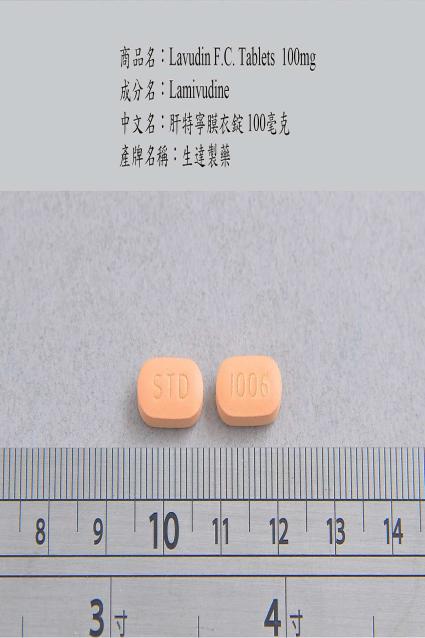 商品名：Lavudin F.C. Tablets 100mg
成分名：Lamivudine
中文名：肝特寧膜衣錠 100毫克
產牌名稱：生達製藥
STD 1006
8 9 10 11 12 13 14
3寸 4寸